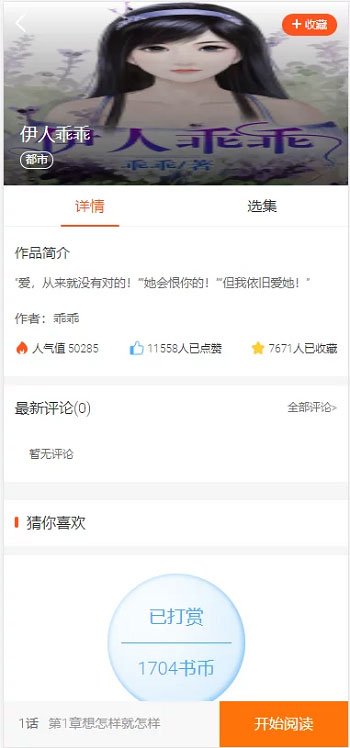 + 收藏
伊人乖乖
伊人乖乖
乖乖/著
都市
详情
选集
作品简介
“爱，从来就没有对的！”“她会恨你的！”“但我依旧爱她！”
作者：乖乖
人气值 50285
11558人已点赞
7671人已收藏
最新评论(0)
全部评论>
暂无评论
猜你喜欢
已打赏
1704书币
1话 第1章想怎样就怎样
开始阅读